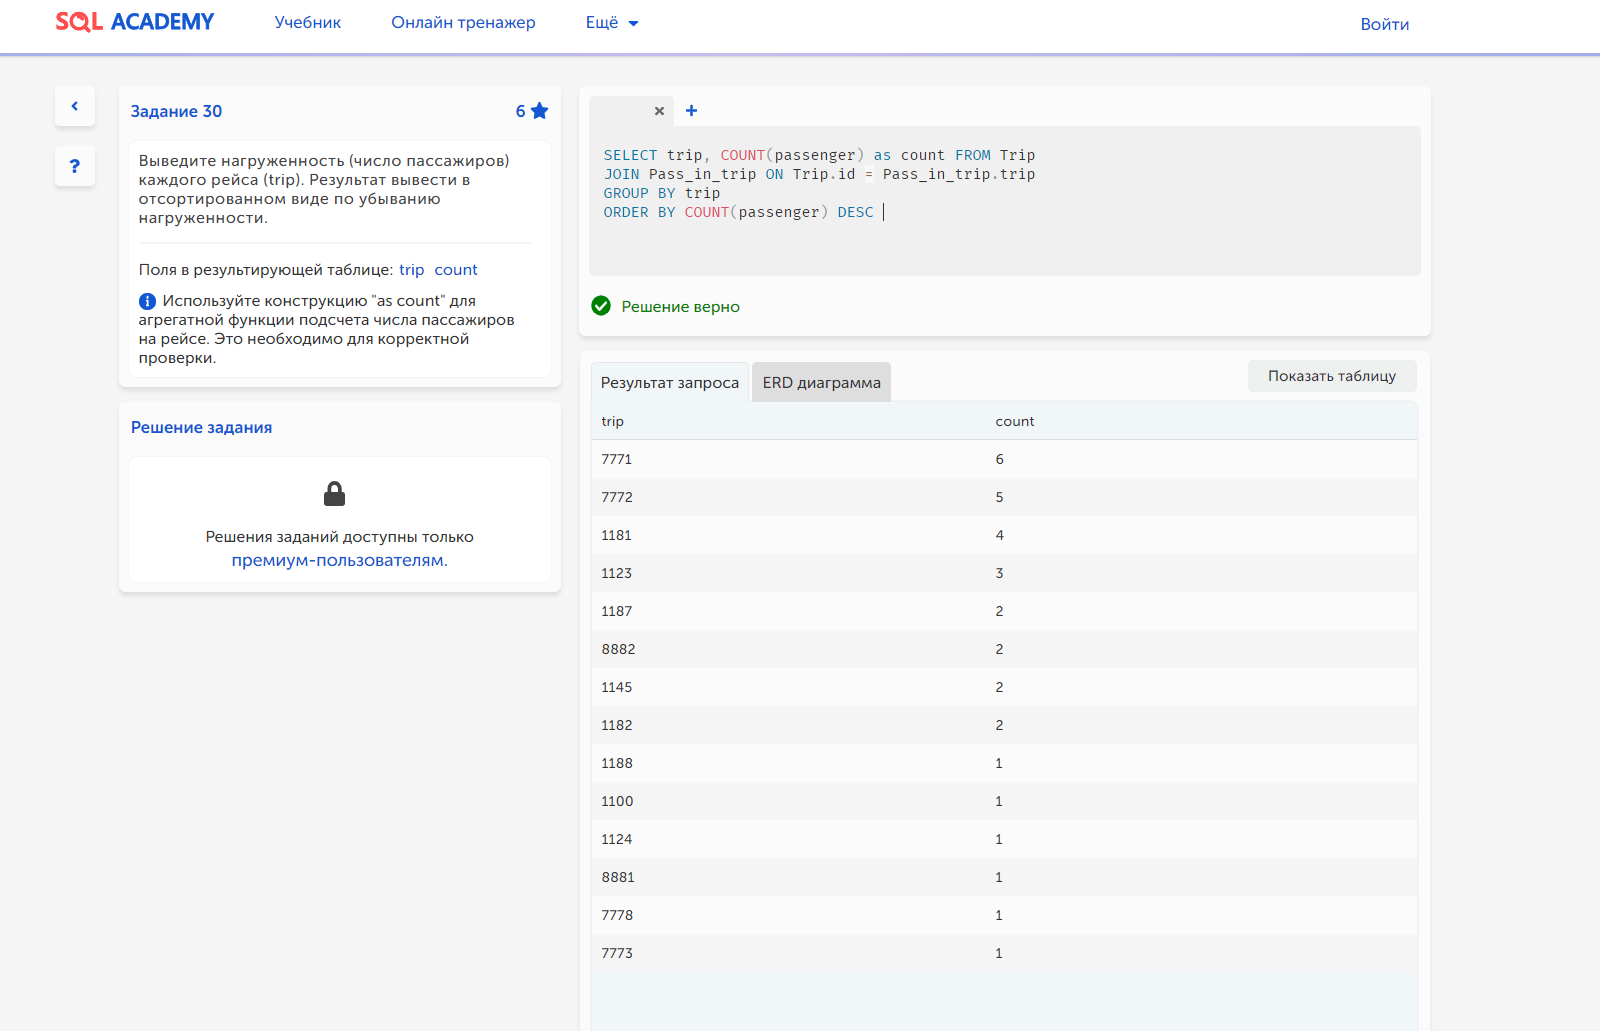 SQL ACADEMY
Учебник
Онлайн тренажер
Ещё
Войти
Задание 30
6
Выведите нагруженность (число пассажиров)
каждого рейса (trip). Результат вывести в
отсортированном виде по убыванию
нагруженности.
Поля в результирующей таблице: trip count
Используйте конструкцию "as count" для
агрегатной функции подсчета числа пассажиров
на рейсе. Это необходимо для корректной
проверки.
Решение задания
Решения заданий доступны только
премиум-пользователям.
SELECT trip, COUNT(passenger) as count FROM Trip
JOIN Pass_in_trip ON Trip.id = Pass_in_trip.trip
GROUP BY trip
ORDER BY COUNT(passenger) DESC
Решение верно
Результат запроса
ERD диаграмма
Показать таблицу
trip count
7771 6
7772 5
1181 4
1123 3
1187 2
8882 2
1145 2
1182 2
1188 1
1100 1
1124 1
8881 1
7778 1
7773 1